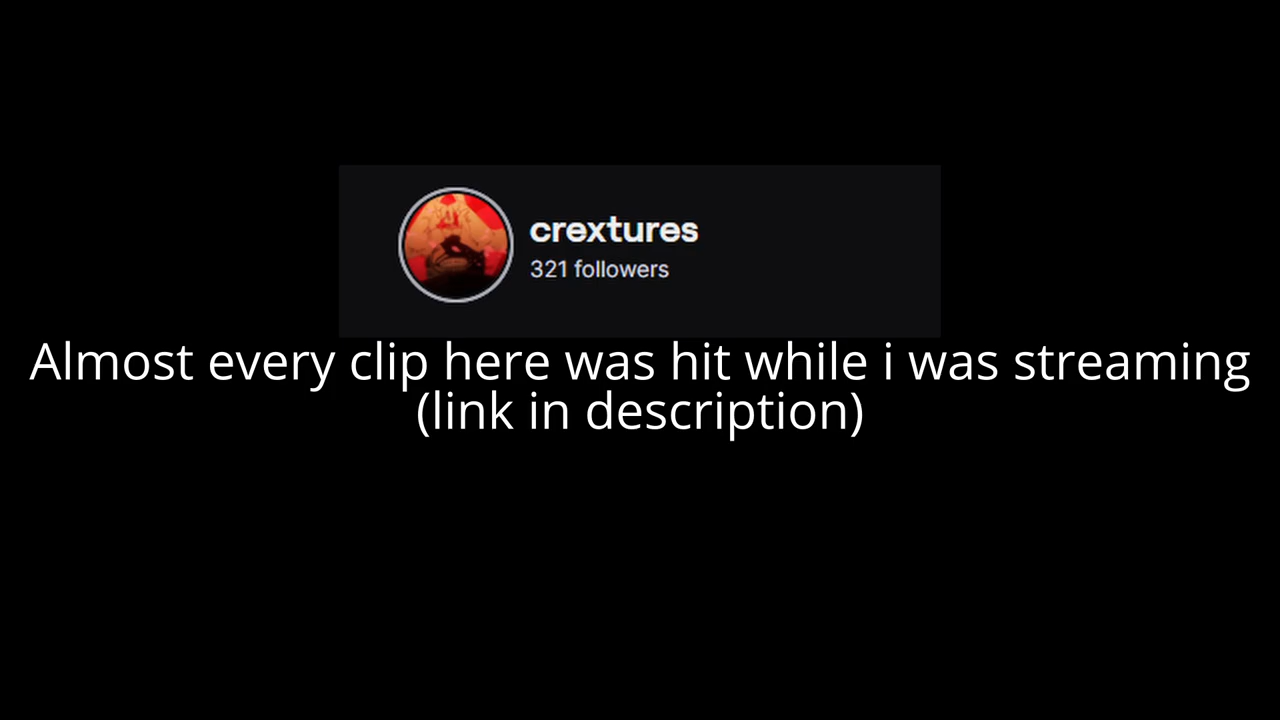 crextures
321 followers
Almost every clip here was hit while i was streaming
(link in description)